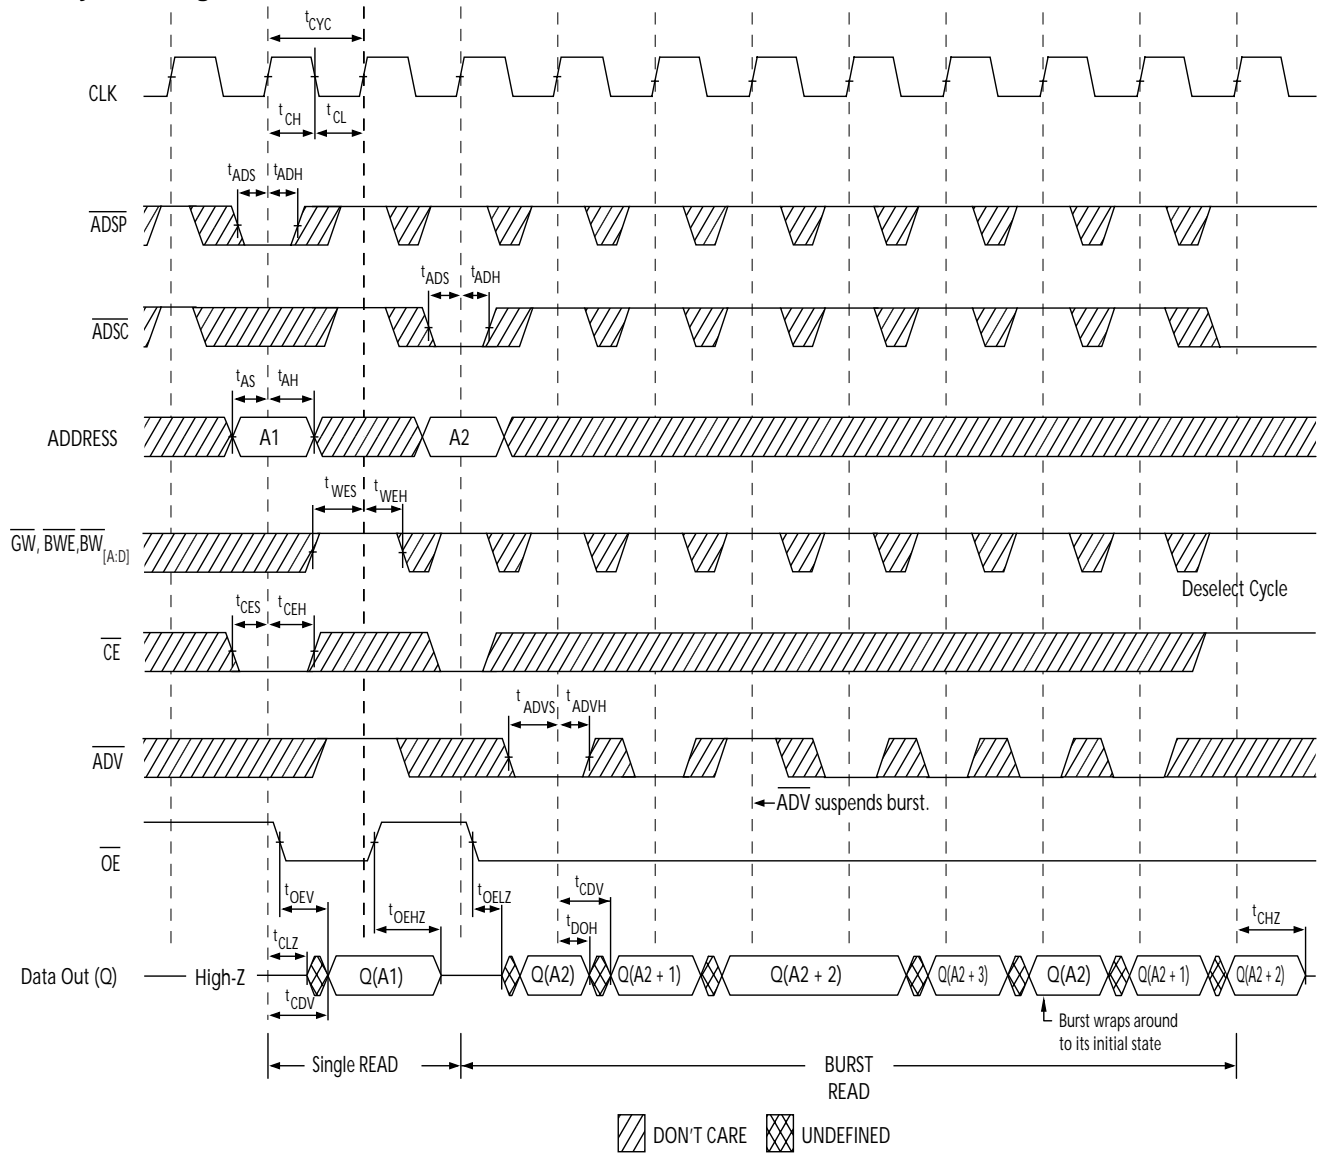 tCYC
CLK
tCH
tCL
tADS
tADH
ADSP
tADS
tADH
ADSC
tAS
tAH
ADDRESS
A1
A2
tWES
tWEH
GW, BWE,BW[A:D]
Deselect Cycle
tCES
tCEH
CE
tADVS
tADVH
ADV
ADV suspends burst.
OE
tOEV
tOEHZ
tOELZ
tCDV
tDOH
tCHZ
tCLZ
Data Out (Q)
High-Z
Q(A1)
Q(A2)
Q(A2 + 1)
Q(A2 + 2)
Q(A2 + 3)
Q(A2)
Q(A2 + 1)
Q(A2 + 2)
tCDV
Burst wraps around
to its initial state
Single READ
BURST
READ
DON'T CARE
UNDEFINED